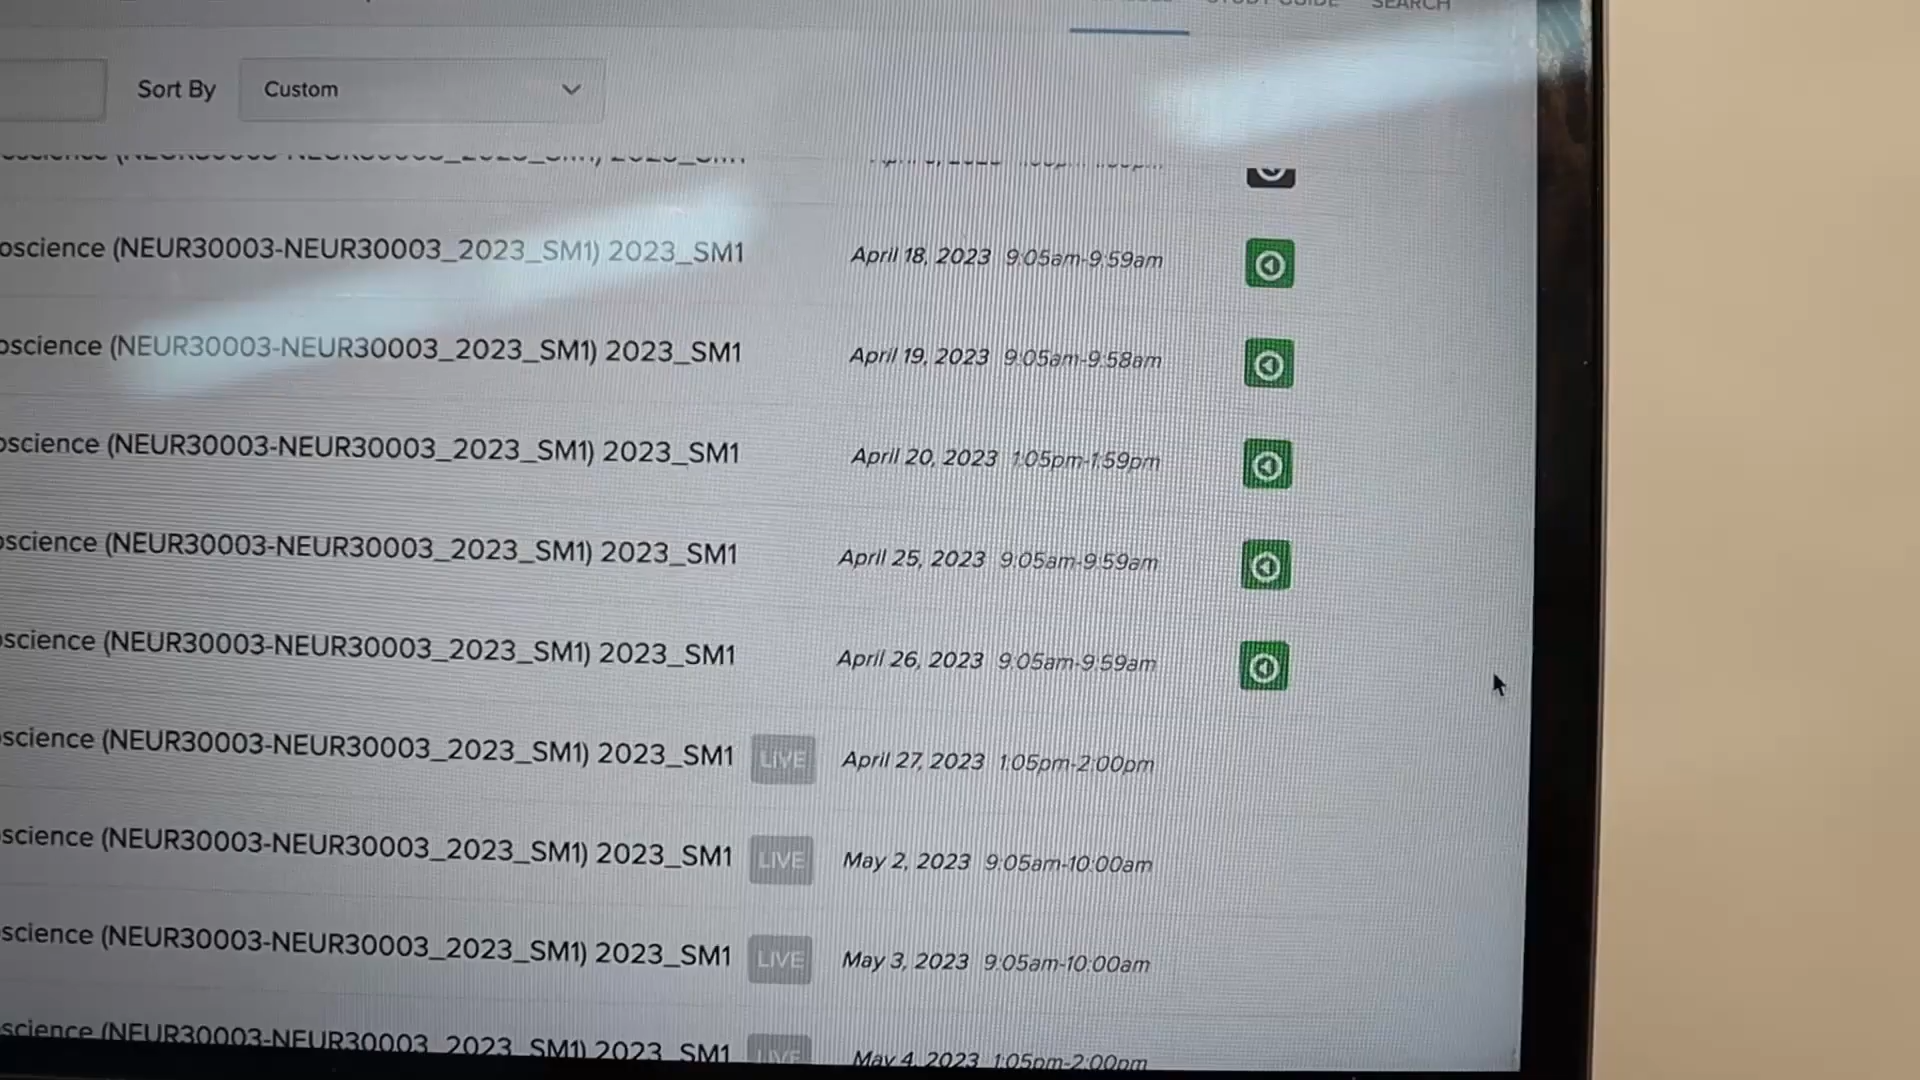 STUDY GUIDE SEARCH
Sort By Custom
oscience (NEUR30003-NEUR30003_2023_SM1) 2023_SM1 April 18, 2023 9:05am-9:59am
oscience (NEUR30003-NEUR30003_2023_SM1) 2023_SM1 April 19, 2023 9:05am-9:58am
oscience (NEUR30003-NEUR30003_2023_SM1) 2023_SM1 April 20, 2023 1:05pm-1:59pm
oscience (NEUR30003-NEUR30003_2023_SM1) 2023_SM1 April 25, 2023 9:05am-9:59am
oscience (NEUR30003-NEUR30003_2023_SM1) 2023_SM1 April 26, 2023 9:05am-9:59am
science (NEUR30003-NEUR30003_2023_SM1) 2023_SM1 LIVE April 27, 2023 1:05pm-2:00pm
science (NEUR30003-NEUR30003_2023_SM1) 2023_SM1 LIVE May 2, 2023 9:05am-10:00am
science (NEUR30003-NEUR30003_2023_SM1) 2023_SM1 LIVE May 3, 2023 9:05am-10:00am
science (NEUR30003-NEUR30003_2023_SM1) 2023_SM1 LIVE May 4, 2023 1:05pm-2:00pm